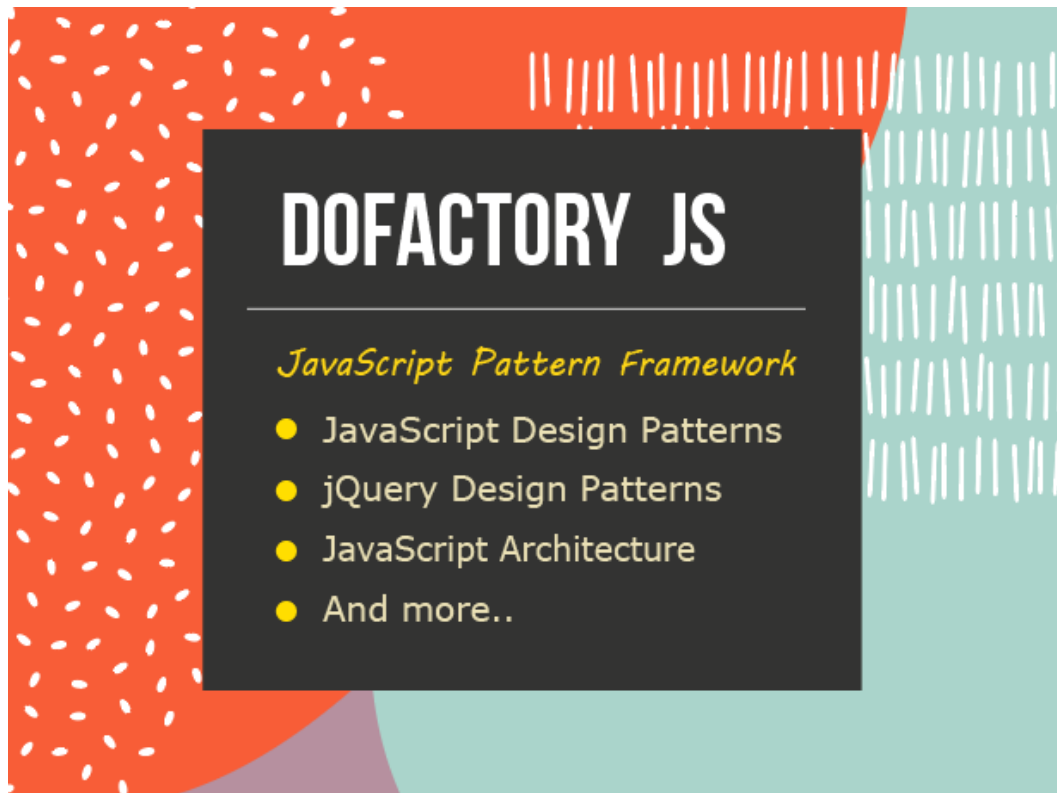 DOFACTORY JS
JavaScript Pattern Framework
JavaScript Design Patterns
jQuery Design Patterns
JavaScript Architecture
And more..